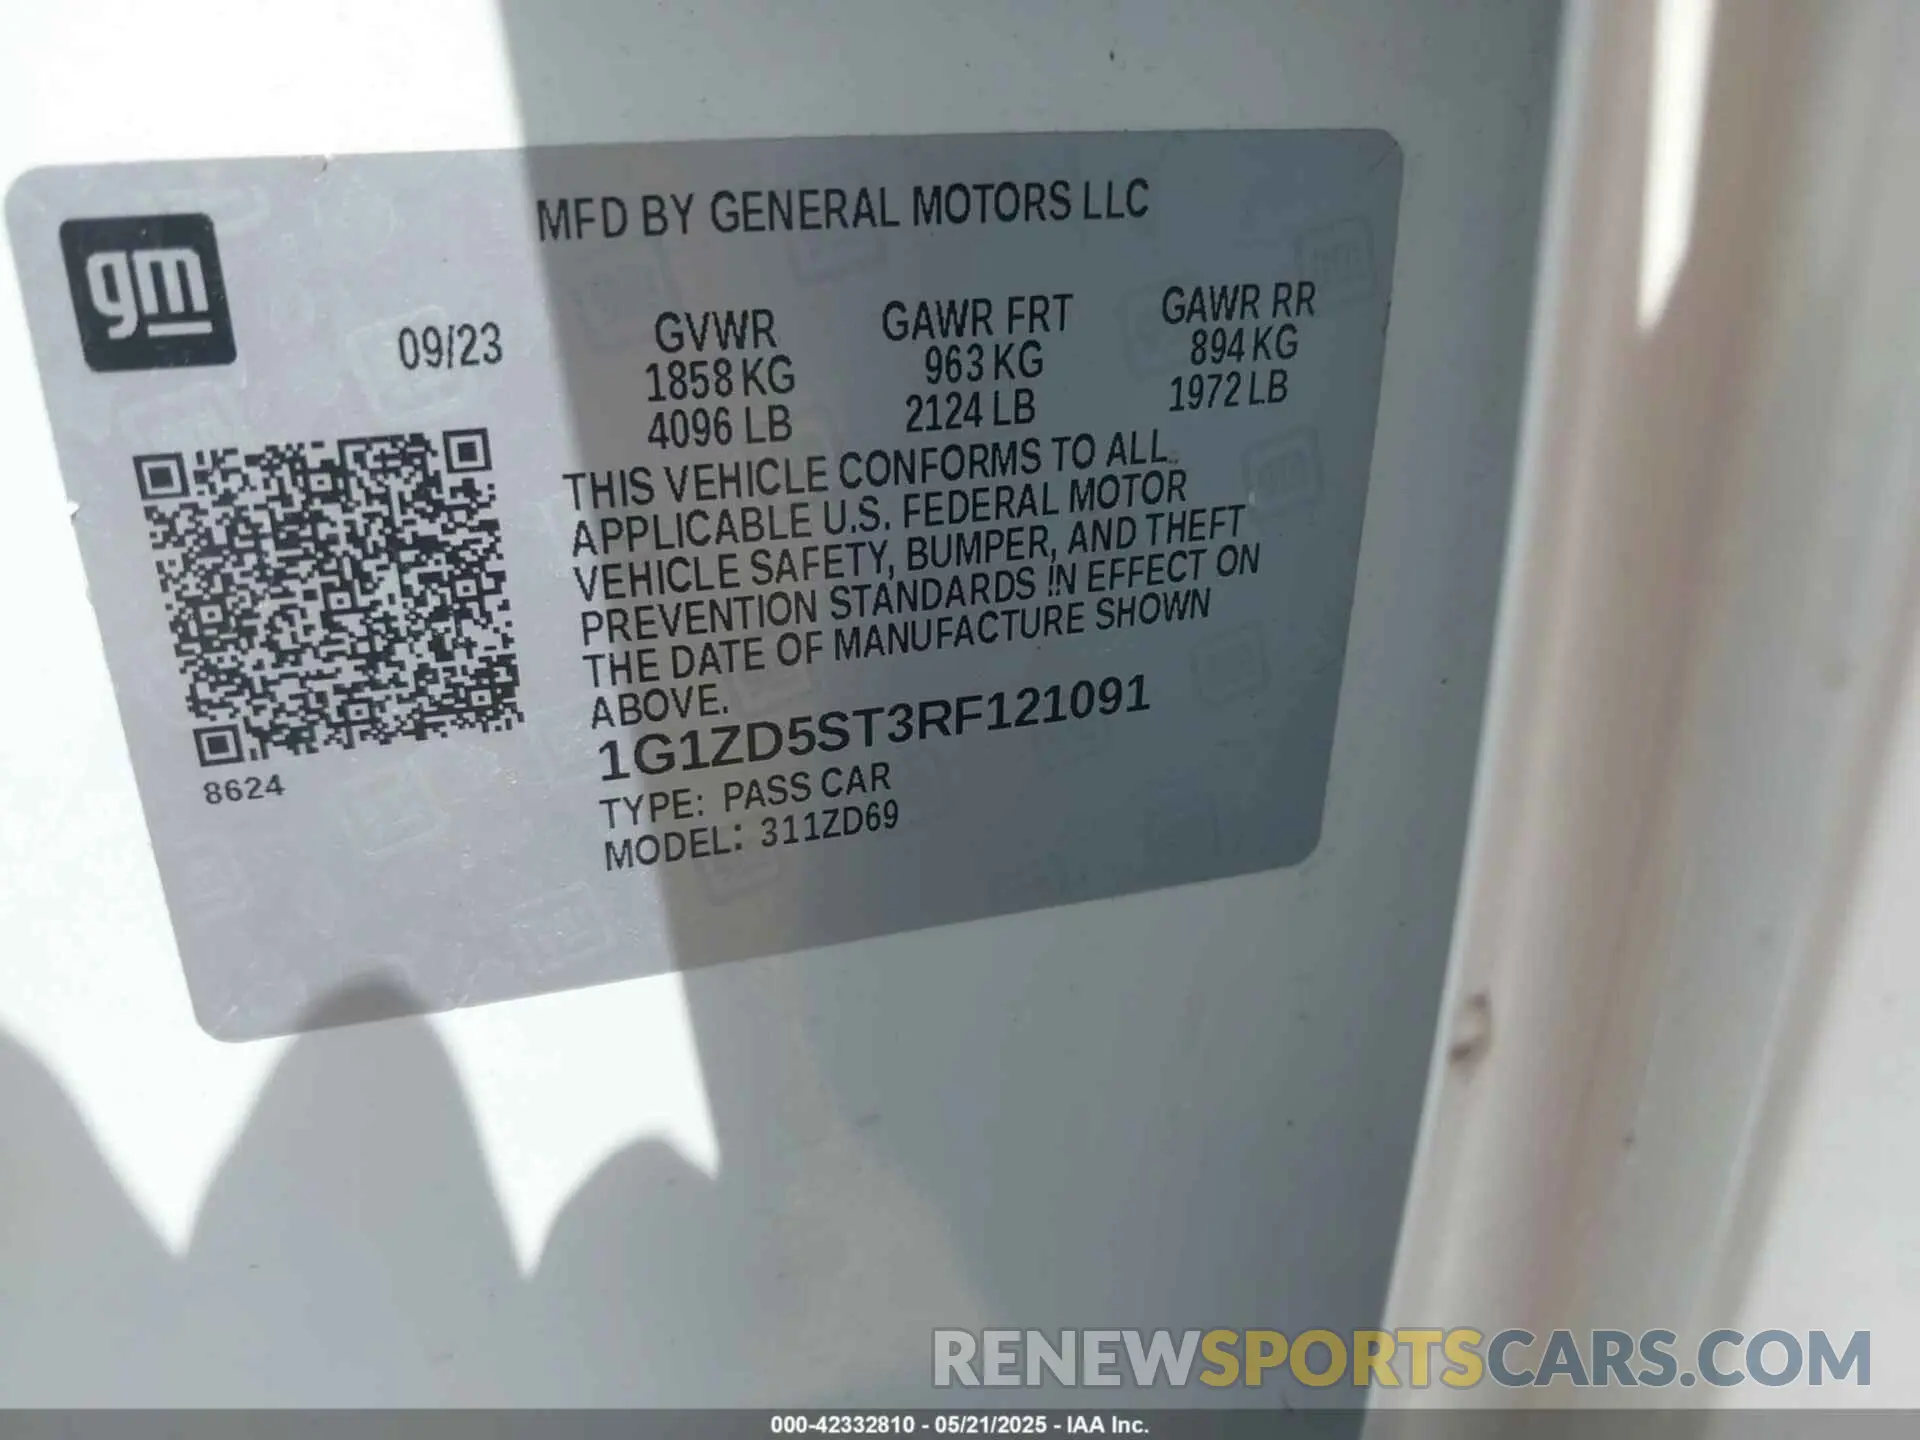 MFD BY GENERAL MOTORS LLC
gm
09/23
GVWR GAWR FRT GAWR RR
1858 KG 963 KG 894 KG
4096 LB 2124 LB 1972 LB
THIS VEHICLE CONFORMS TO ALL
APPLICABLE U.S. FEDERAL MOTOR
VEHICLE SAFETY, BUMPER, AND THEFT
PREVENTION STANDARDS IN EFFECT ON
THE DATE OF MANUFACTURE SHOWN
ABOVE.
1G1ZD5ST3RF121091
8624
TYPE: PASS CAR
MODEL: 311ZD69
RENEWSPORTSCARS.COM
000-42332810 - 05/21/2025 - IAA Inc.